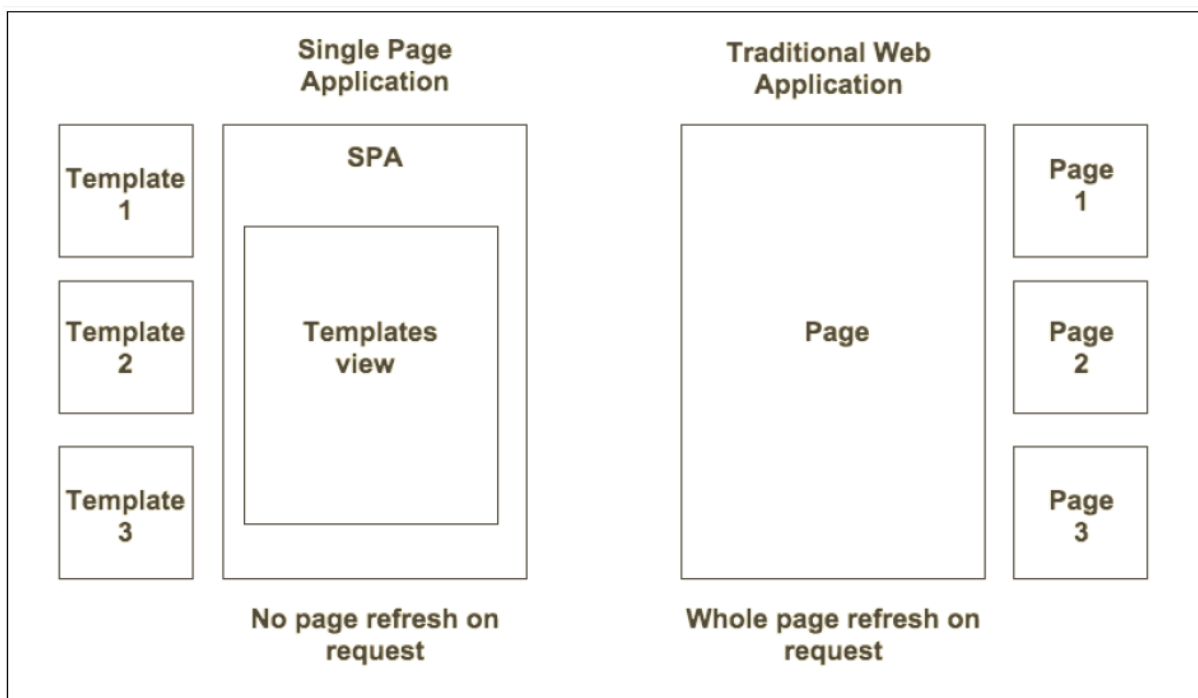 Single Page
Application
Template
1
Template
2
Template
3
SPA
Templates
view
No page refresh on
request
Traditional Web
Application
Page
Page
1
Page
2
Page
3
Whole page refresh on
request